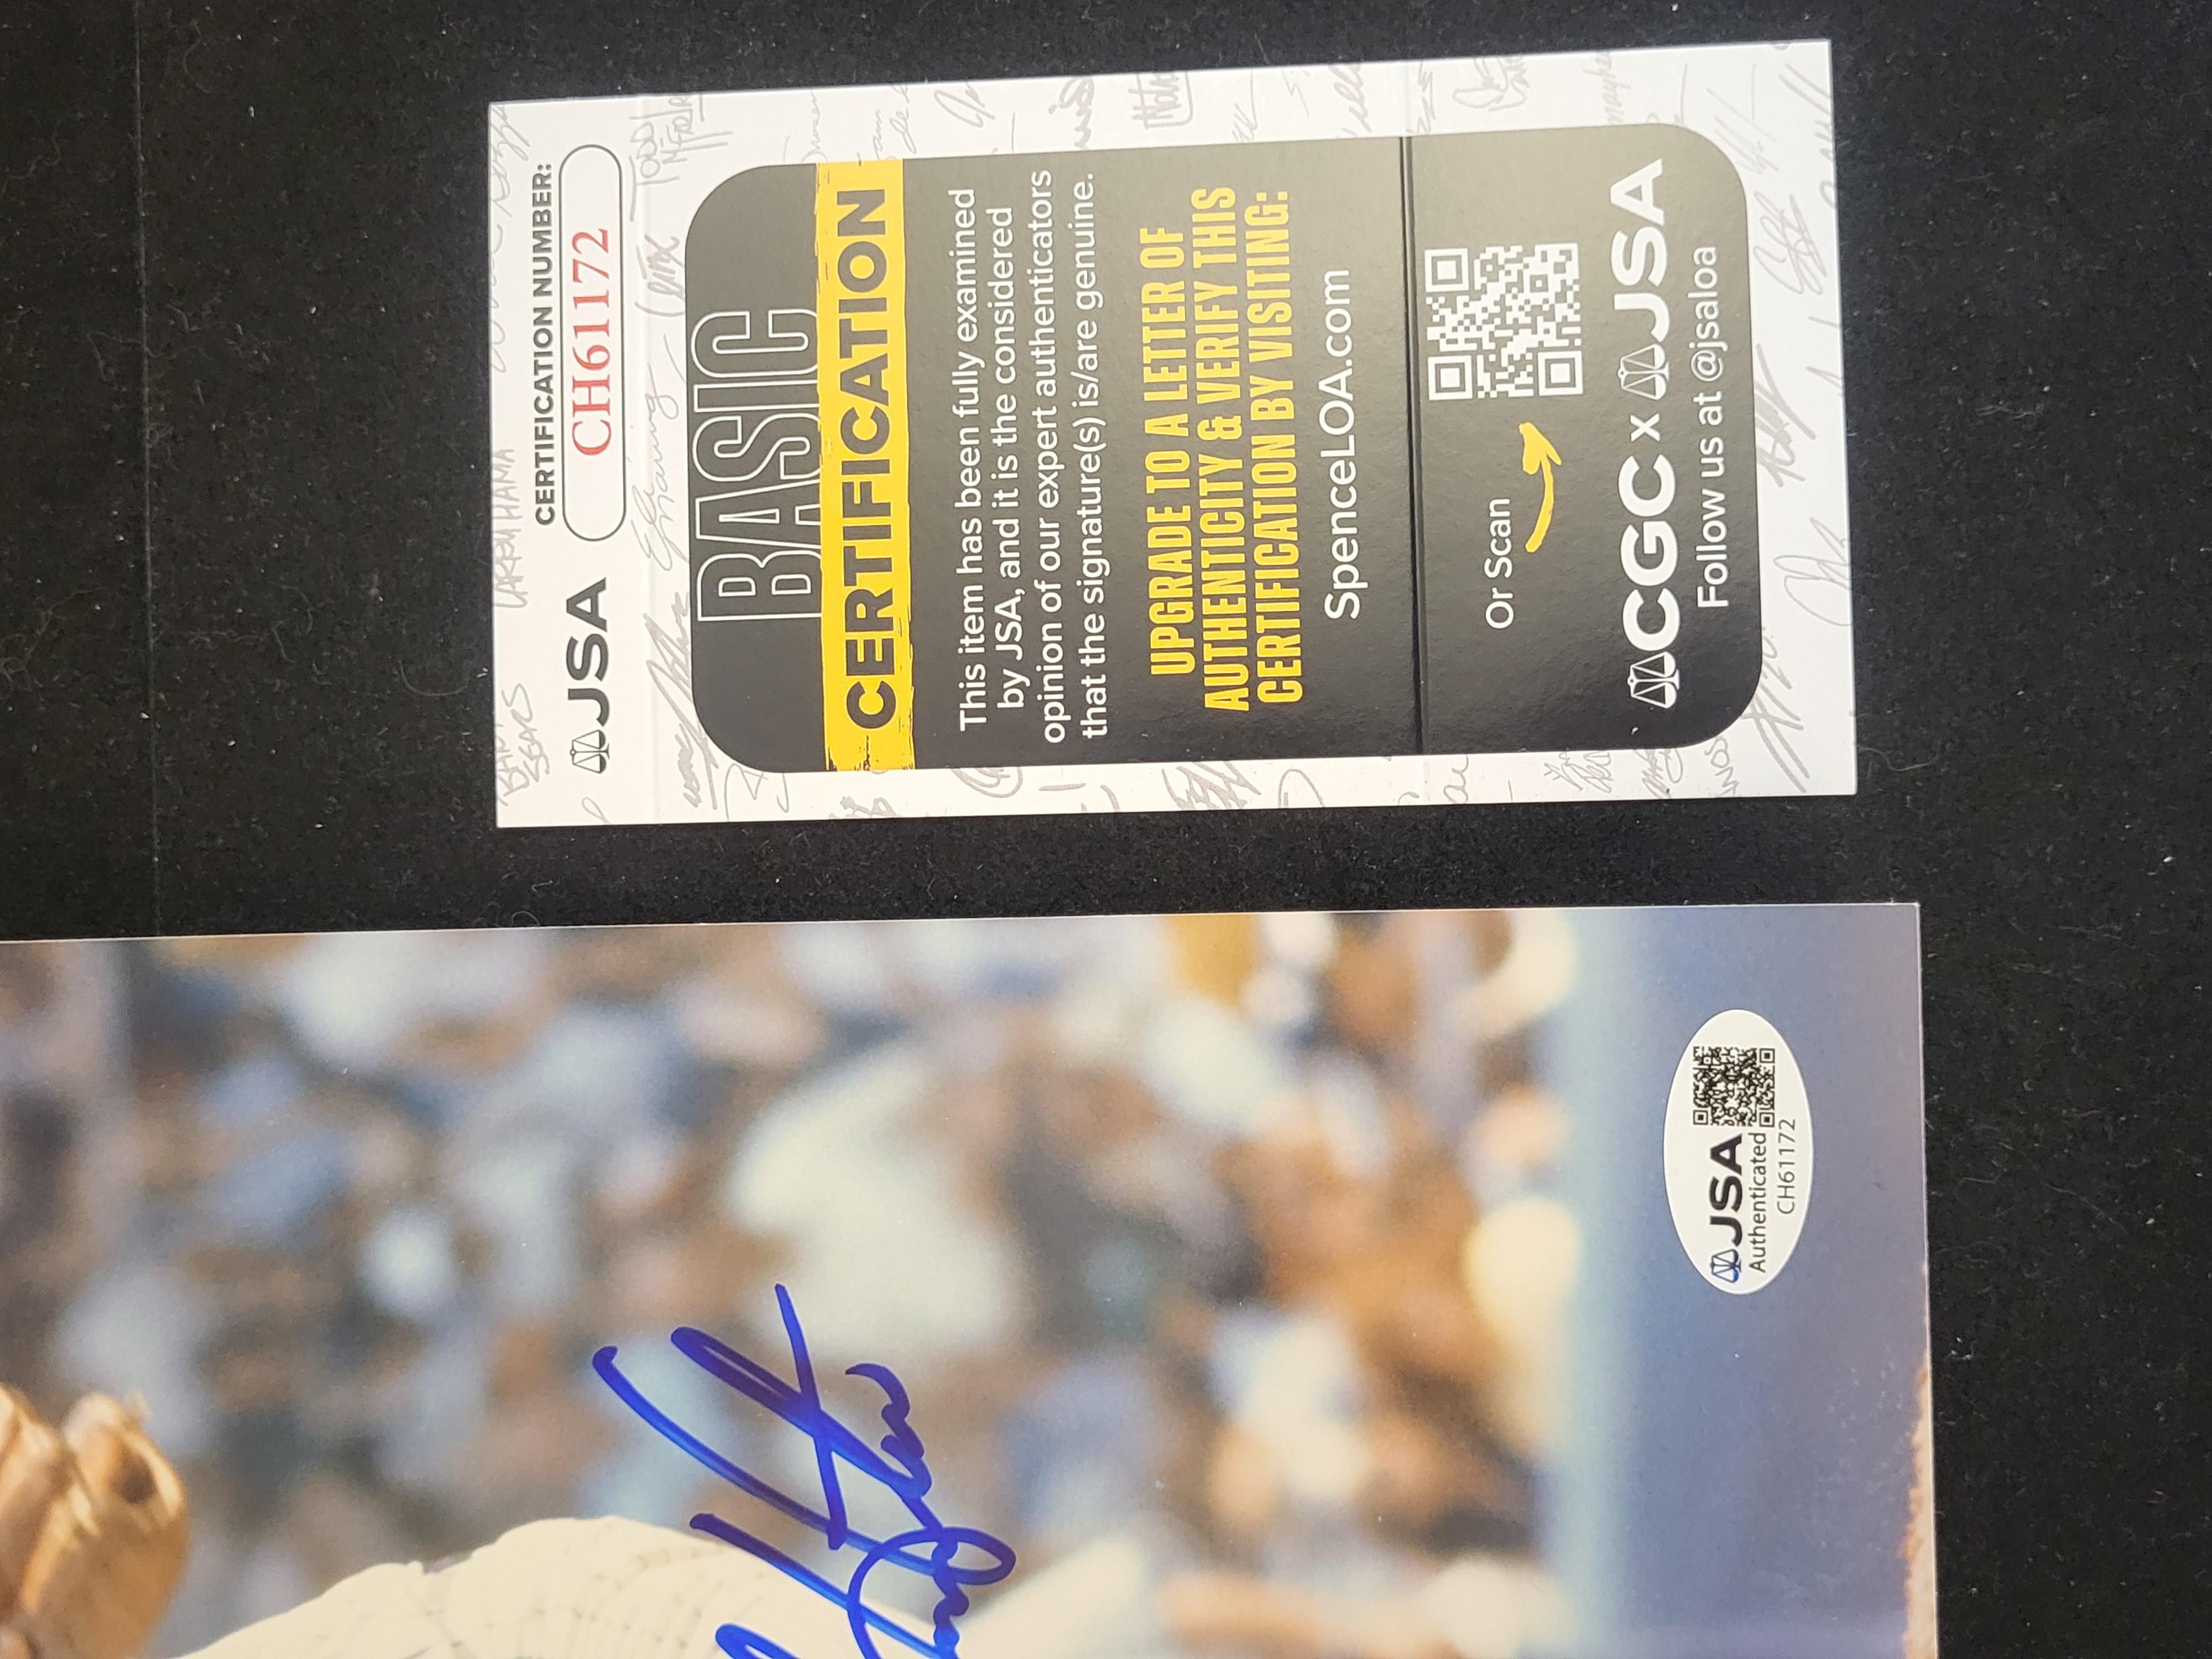 CERTIFICATION NUMBER:
JSA
CH61172
BASIC
CERTIFICATION
This item has been fully examined
by JSA, and it is the considered
opinion of our expert authenticators
that the signature(s) is/are genuine.
UPGRADE TO A LETTER OF
AUTHENTICITY & VERIFY THIS
CERTIFICATION BY VISITING:
SpenceLOA.com
Or Scan
CGC x JSA
Follow us at @jsaloa
JSA
Authenticated
CH61172